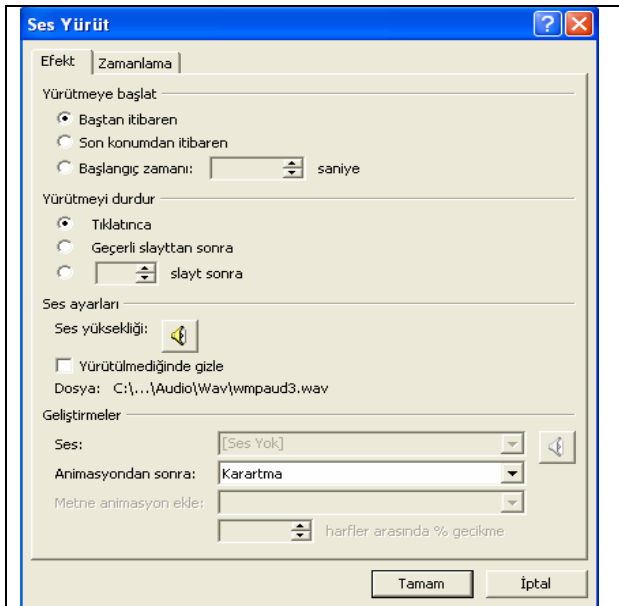 Ses Yürüt
Efekt Zamanlama
Yürütmeye başlat
Baştan itibaren
Son konumdan itibaren
Başlangıç zamanı: saniye
Yürütmeyi durdur
Tıklatınca
Geçerli slayttan sonra
slayt sonra
Ses ayarları
Ses yüksekliği:
Yürütülmediğinde gizle
Dosya: C:\...\Audio\Wav\wmpaud3.wav
Geliştirmeler
Ses: [Ses Yok]
Animasyondan sonra: Karartma
Metne animasyon ekle:
harfler arasında % gecikme
Tamam İptal